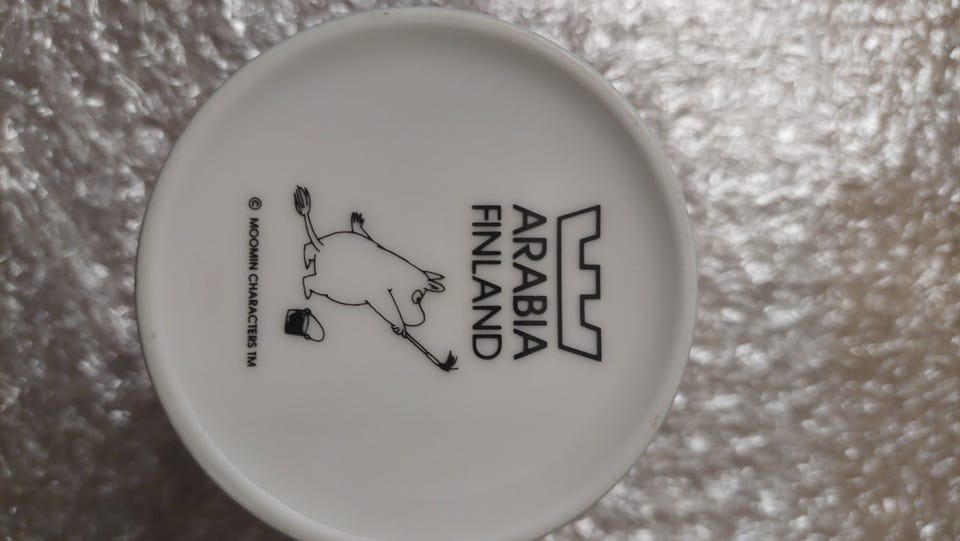 ARABIA
FINLAND
© MOOMIN CHARACTERS TM